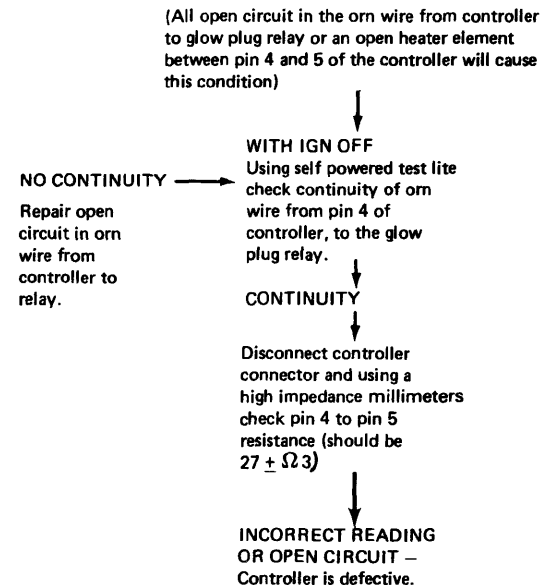 (All open circuit in the orn wire from controller
to glow plug relay or an open heater element
between pin 4 and 5 of the controller will cause
this condition)
WITH IGN OFF
Using self powered test lite
check continuity of orn
wire from pin 4 of
controller, to the glow
plug relay.
NO CONTINUITY
Repair open
circuit in orn
wire from
controller to
relay.
CONTINUITY
Disconnect controller
connector and using a
high impedance millimeters
check pin 4 to pin 5
resistance (should be
27 ± Ω 3)
INCORRECT READING
OR OPEN CIRCUIT –
Controller is defective.